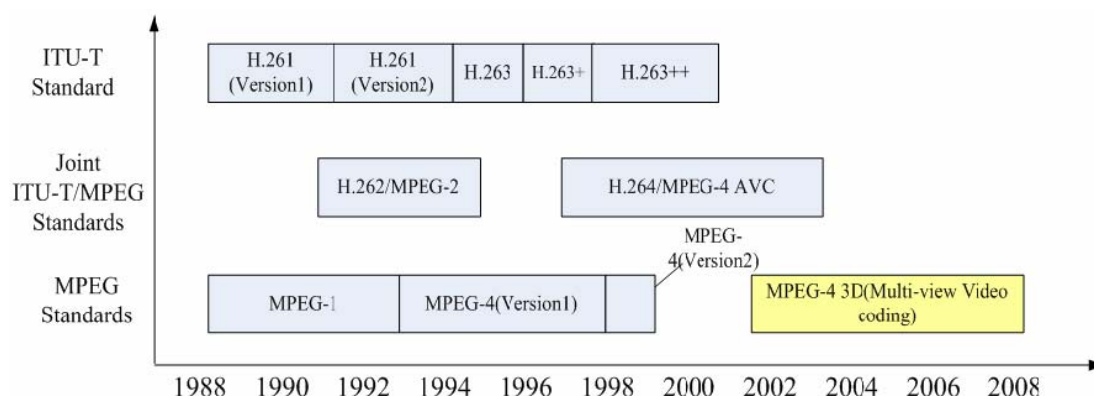 ITU-T
Standard
H.261
(Version1)
H.261
(Version2)
H.263
H.263+
H.263++
Joint
ITU-T/MPEG
Standards
H.262/MPEG-2
H.264/MPEG-4 AVC
MPEG-
4(Version2)
MPEG
Standards
MPEG-1
MPEG-4(Version1)
MPEG-4 3D(Multi-view Video
coding)
1988 1990 1992 1994 1996 1998 2000 2002 2004 2006 2008